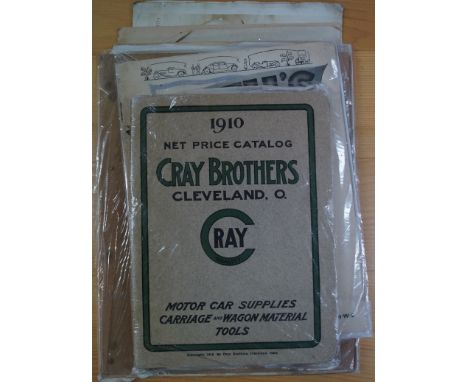 1910
NET PRICE CATALOG
CRAY BROTHERS
CLEVELAND, O.
CRAY
MOTOR CAR SUPPLIES
CARRIAGE AND WAGON MATERIAL
TOOLS